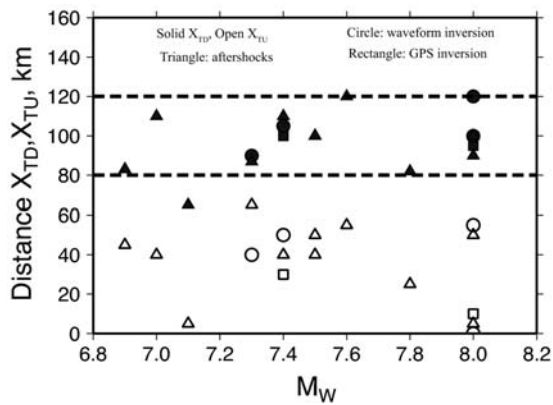 160
140
120
100
80
60
40
20
0
Distance X_TD,X_TU, km
Solid X_TD, Open X_TU
Circle: waveform inversion
Triangle: aftershocks
Rectangle: GPS inversion
6.8 7.0 7.2 7.4 7.6 7.8 8.0 8.2
M_W